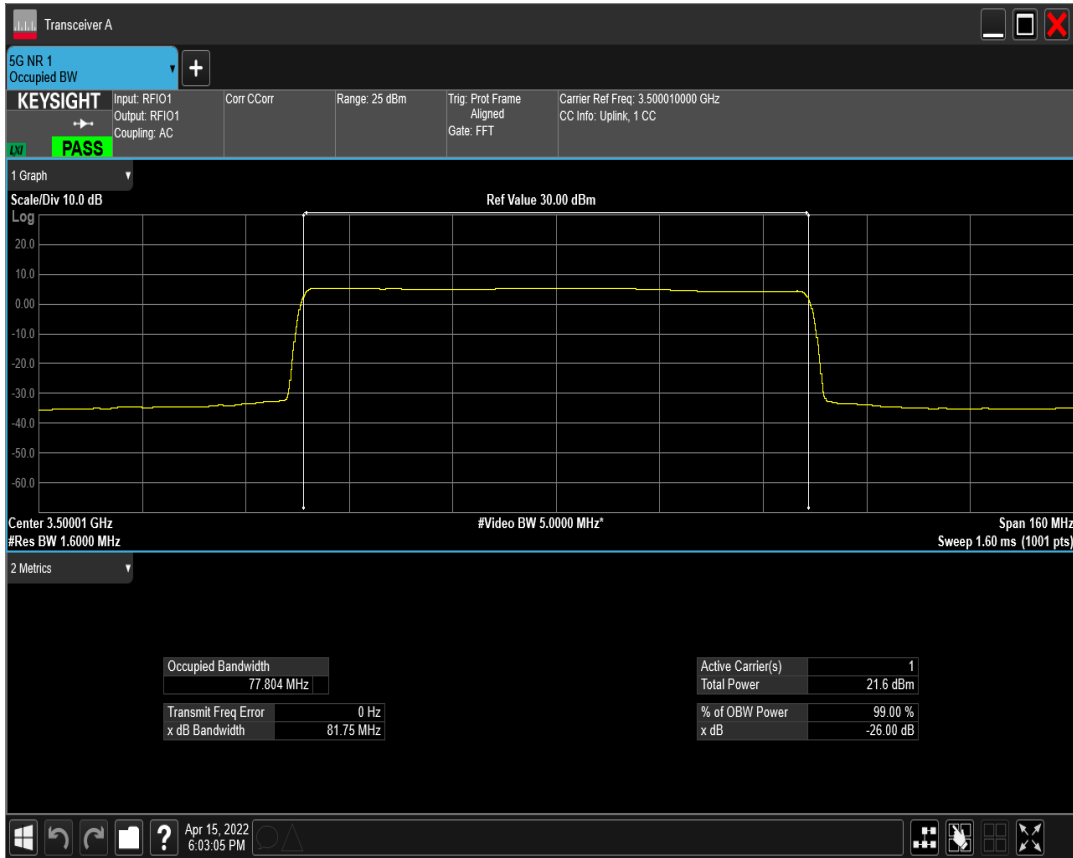 Transceiver A
5G NR 1
Occupied BW
KEYSIGHT
LXI
PASS
Input: RFIO1
Output: RFIO1
Coupling: AC
Corr CCorr
Range: 25 dBm
Trig: Prot Frame
Aligned
Gate: FFT
Carrier Ref Freq: 3.500010000 GHz
CC Info: Uplink, 1 CC
1 Graph
Scale/Div 10.0 dB
Ref Value 30.00 dBm
Log
20.0
10.0
0.00
-10.0
-20.0
-30.0
-40.0
-50.0
-60.0
Center 3.50001 GHz
#Video BW 5.0000 MHz*
Span 160 MHz
#Res BW 1.6000 MHz
Sweep 1.60 ms (1001 pts)
2 Metrics
Occupied Bandwidth
77.804 MHz
Transmit Freq Error 0 Hz
x dB Bandwidth 81.75 MHz
Active Carrier(s) 1
Total Power 21.6 dBm
% of OBW Power 99.00 %
x dB -26.00 dB
?
Apr 15, 2022
6:03:05 PM